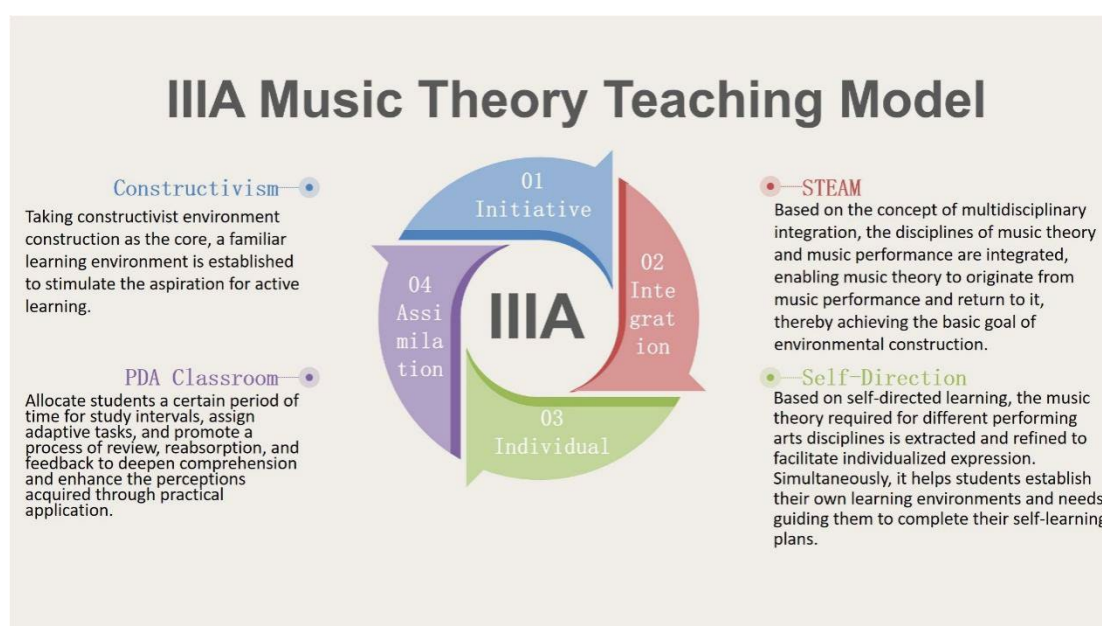 IIIA Music Theory Teaching Model
Constructivism
Taking constructivist environment
construction as the core, a familiar
learning environment is established
to stimulate the aspiration for active
learning.
PDA Classroom
Allocate students a certain period of
time for study intervals, assign
adaptive tasks, and promote a
process of review, reabsorption, and
feedback to deepen comprehension
and enhance the perceptions
acquired through practical
application.
01
Initiative
02
Inte
grat
ion
03
Individual
04
Assi
mila
tion
IIIA
STEAM
Based on the concept of multidisciplinary
integration, the disciplines of music theory
and music performance are integrated,
enabling music theory to originate from
music performance and return to it,
thereby achieving the basic goal of
environmental construction.
Self-Direction
Based on self-directed learning, the music
theory required for different performing
arts disciplines is extracted and refined to
facilitate individualized expression.
Simultaneously, it helps students establish
their own learning environments and needs
guiding them to complete their self-learning
plans.